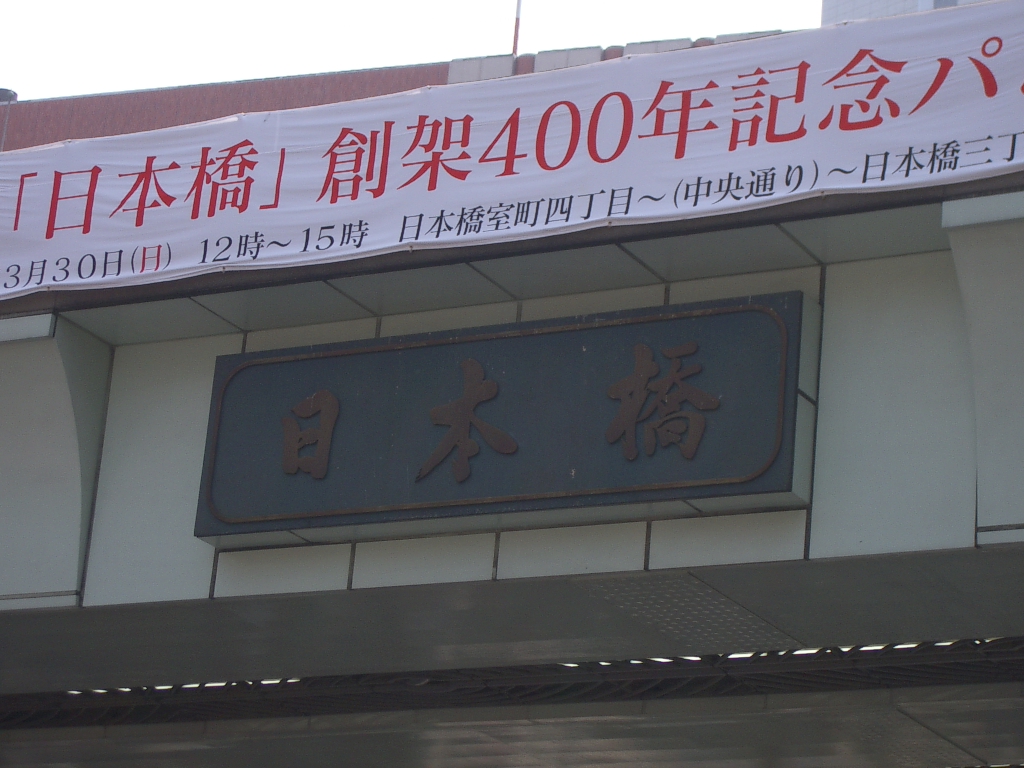 「日本橋」創架400年記念パ
3月30日(日) 12時～15時 日本橋室町四丁目～(中央通り)～日本橋三丁
日本橋